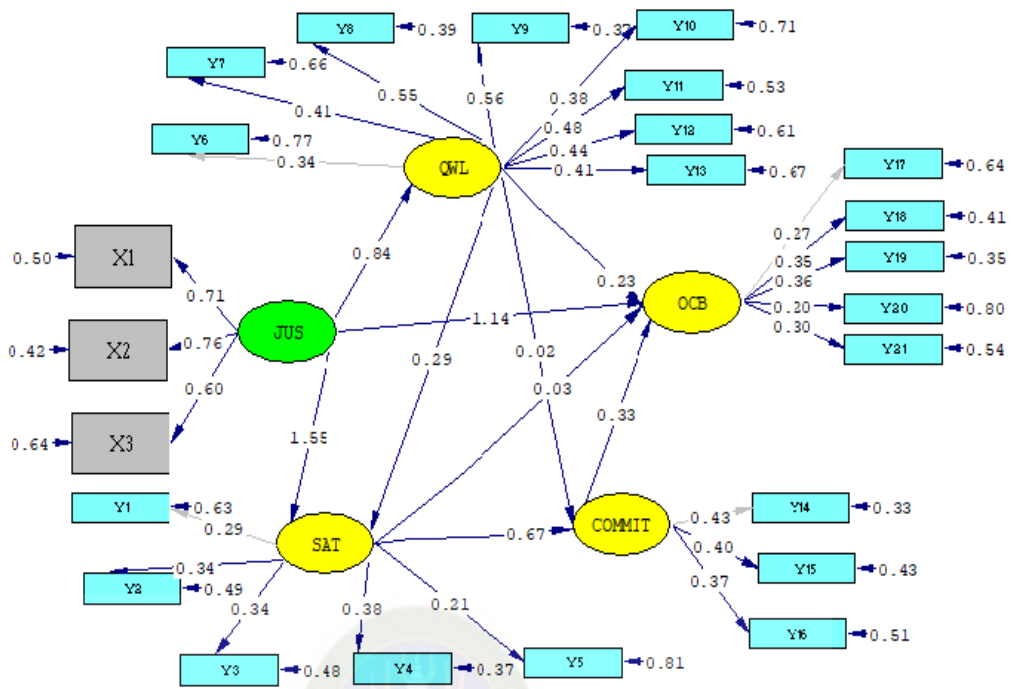 Y8 0.39 Y9 0.37 Y10 0.71
Y7 0.66
0.55 0.56 0.38 Y11 0.53
0.41 0.48 Y12 0.61
Y6 0.77 0.44
0.34 QWL 0.41 Y13 0.67
Y17 0.64
0.27 Y18 0.41
0.50 X1 0.84 0.35 Y19 0.35
0.71 0.23 0.36
JUS 1.14 OCB 0.20 Y20 0.80
0.42 X2 0.76 0.30 Y21 0.54
0.60 0.29 0.02
0.03
0.64 X3 1.55 0.33
Y1 0.63 0.29 SAT 0.67 COMMIT 0.43 Y14 0.33
0.34 0.40 Y15 0.43
Y2 0.49 0.37
0.34 0.38 0.21
Y16 0.51
Y3 0.48 Y4 0.37 Y5 0.81